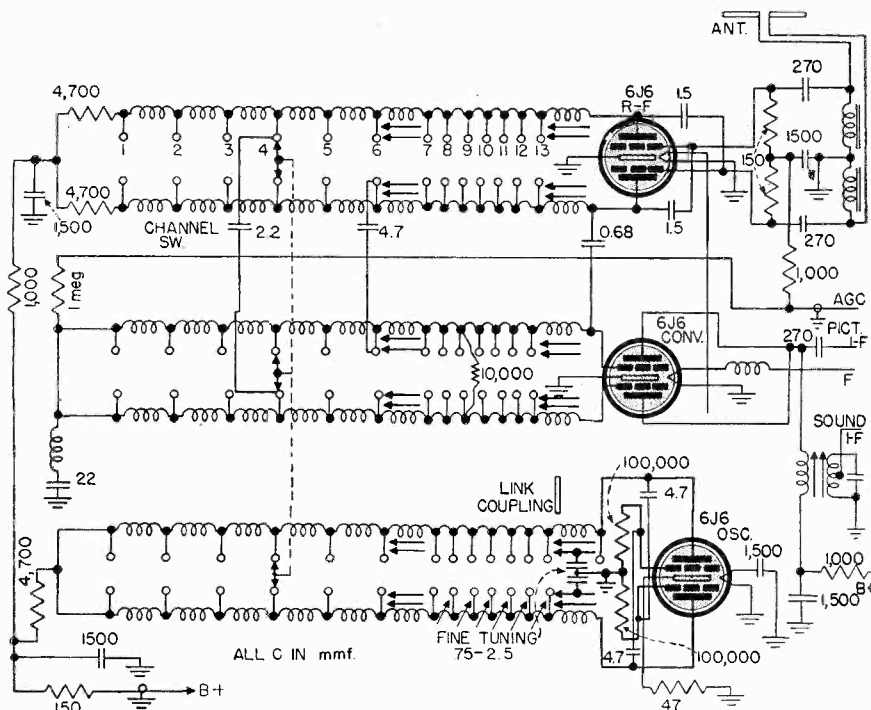 ANT.
270
4,700
6J6
R-F
1.5
1 2 3 4 5 6 7 8 9 10 11 12 13
150
1500
4,700
1,500
CHANNEL
SW.
2.2
4.7
0.68
1.5
270
1,000
1,000
1 meg
AGC
6J6
CONV.
270
PICT.
I-F
10,000
F
SOUND
I-F
22
LINK
COUPLING
100,000
4.7
6J6
OSC.
1,500
4,700
1,000
B+
1,500
FINE TUNING
.75-2.5
4.7
100,000
1500
ALL C IN mmf.
150
B+
47